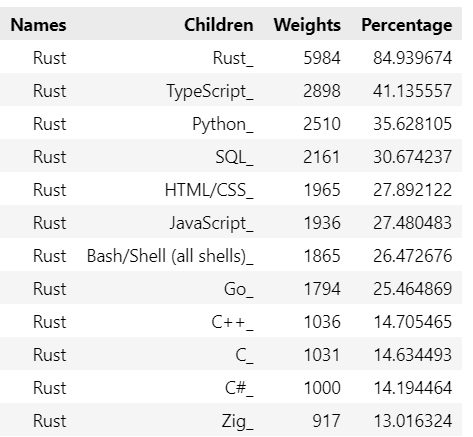 Names Children Weights Percentage
Rust Rust_ 5984 84.939674
Rust TypeScript_ 2898 41.135557
Rust Python_ 2510 35.628105
Rust SQL_ 2161 30.674237
Rust HTML/CSS_ 1965 27.892122
Rust JavaScript_ 1936 27.480483
Rust Bash/Shell (all shells)_ 1865 26.472676
Rust Go_ 1794 25.464869
Rust C++_ 1036 14.705465
Rust C_ 1031 14.634493
Rust C#_ 1000 14.194464
Rust Zig_ 917 13.016324